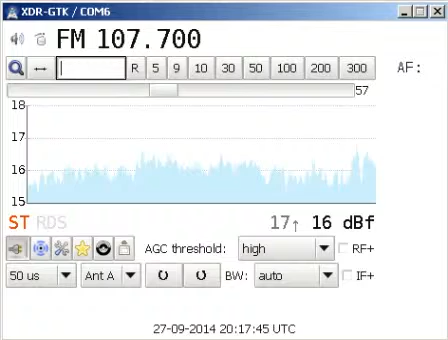 XDR-GTK / COM6
FM 107.700
R 5 9 10 30 50 100 200 300 AF:
57
18
17
16
15
ST RDS 17↑ 16 dBf
AGC threshold: high RF+
50 us Ant A BW: auto IF+
27-09-2014 20:17:45 UTC